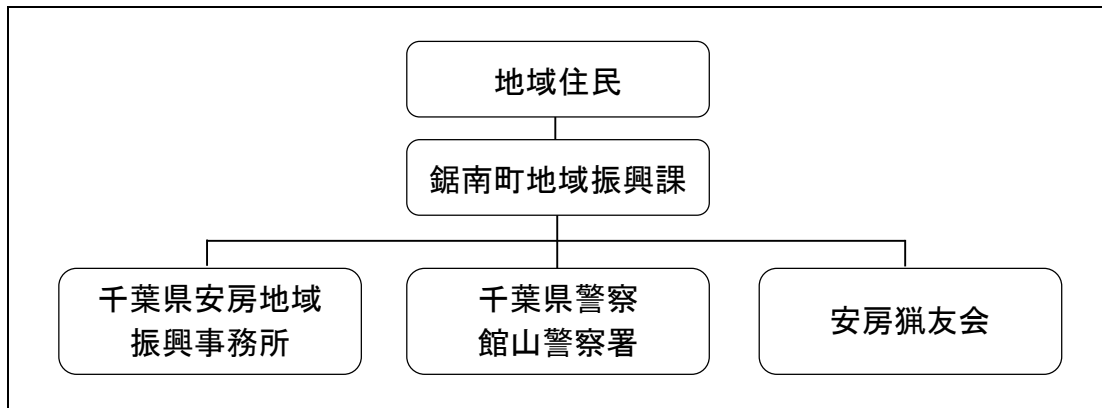 地域住民
鋸南町地域振興課
千葉県安房地域
振興事務所
千葉県警察
館山警察署
安房猟友会